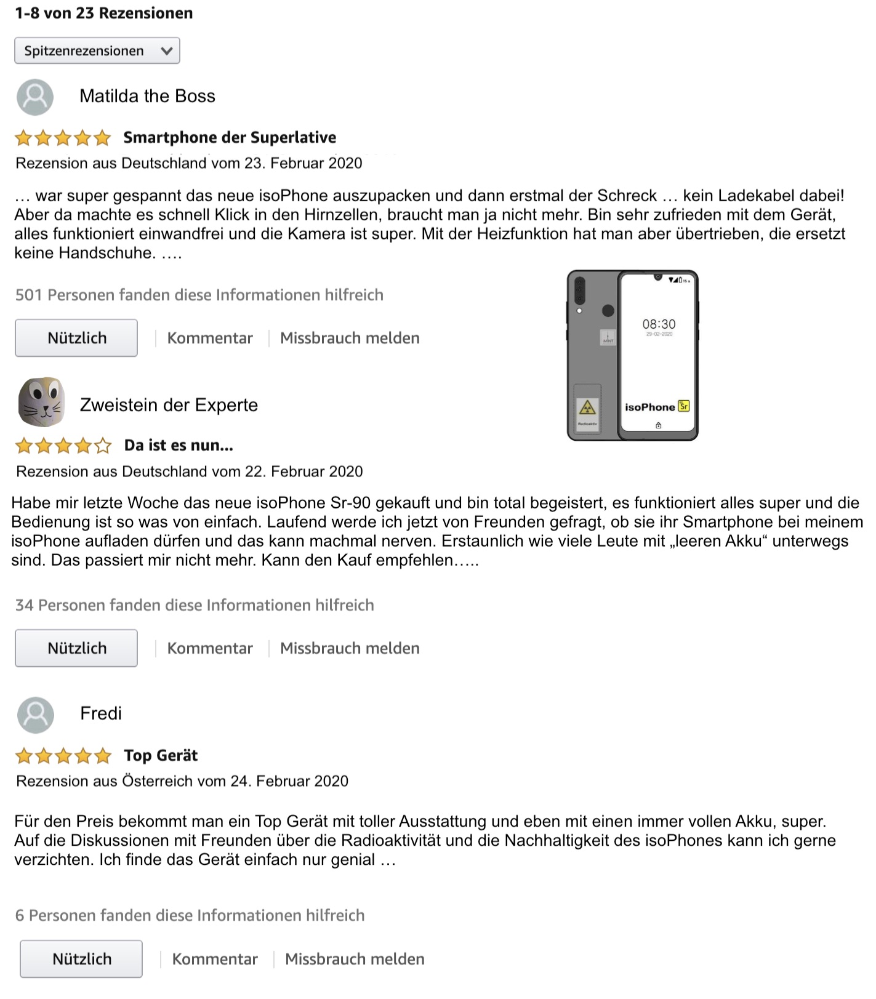 1-8 von 23 Rezensionen
Spitzenrezensionen
Matilda the Boss
Smartphone der Superlative
Rezension aus Deutschland vom 23. Februar 2020
… war super gespannt das neue isoPhone auszupacken und dann erstmal der Schreck … kein Ladekabel dabei!
Aber da machte es schnell Klick in den Hirnzellen, braucht man ja nicht mehr. Bin sehr zufrieden mit dem Gerät,
alles funktioniert einwandfrei und die Kamera ist super. Mit der Heizfunktion hat man aber übertrieben, die ersetzt
keine Handschuhe. ….
501 Personen fanden diese Informationen hilfreich
Nützlich
Kommentar
Missbrauch melden
08:30
29-02-2020
MINT
Radioaktiv
isoPhone Sr
Zweistein der Experte
Da ist es nun...
Rezension aus Deutschland vom 22. Februar 2020
Habe mir letzte Woche das neue isoPhone Sr-90 gekauft und bin total begeistert, es funktioniert alles super und die
Bedienung ist so was von einfach. Laufend werde ich jetzt von Freunden gefragt, ob sie ihr Smartphone bei meinem
isoPhone aufladen dürfen und das kann machmal nerven. Erstaunlich wie viele Leute mit „leeren Akku“ unterwegs
sind. Das passiert mir nicht mehr. Kann den Kauf empfehlen…..
34 Personen fanden diese Informationen hilfreich
Nützlich
Kommentar
Missbrauch melden
Fredi
Top Gerät
Rezension aus Österreich vom 24. Februar 2020
Für den Preis bekommt man ein Top Gerät mit toller Ausstattung und eben mit einen immer vollen Akku, super.
Auf die Diskussionen mit Freunden über die Radioaktivität und die Nachhaltigkeit des isoPhones kann ich gerne
verzichten. Ich finde das Gerät einfach nur genial …
6 Personen fanden diese Informationen hilfreich
Nützlich
Kommentar
Missbrauch melden